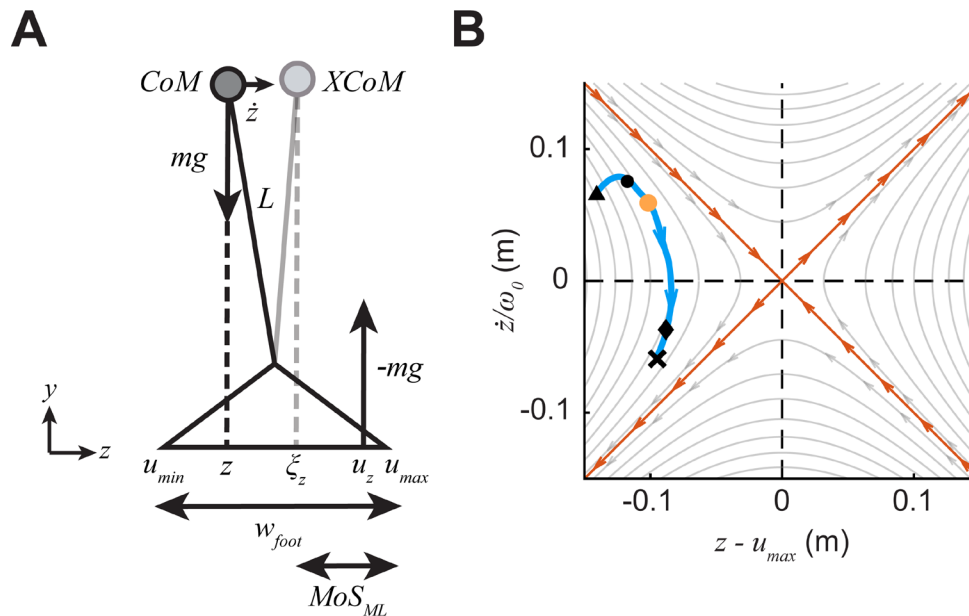 A
CoM
XCoM
ż
mg
L
-mg
y
z
u_min
z
ξ_z
u_z
u_max
w_foot
MoS_ML
B
ż/ω_0 (m)
0.1
0
-0.1
-0.1
0
0.1
z - u_max (m)